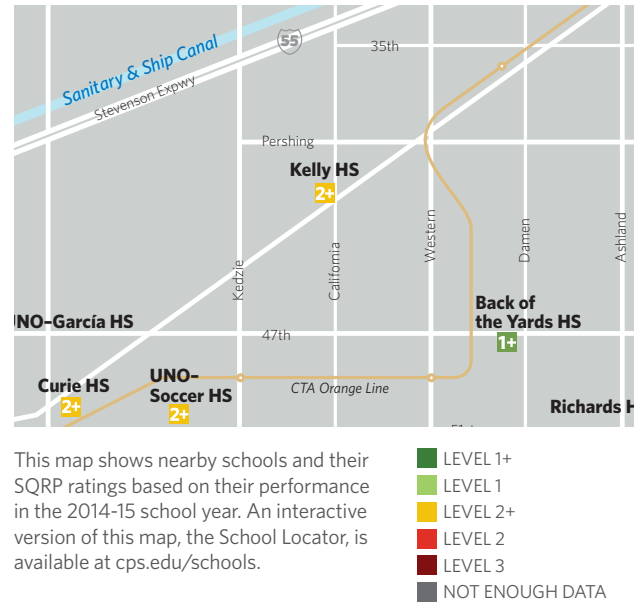 55
35th
Sanitary & Ship Canal
Stevenson Expwy
Pershing
Kelly HS
2+
Kedzie
California
Western
Damen
Ashland
Back of
the Yards HS
1+
UNO–García HS
47th
Curie HS
2+
UNO–
Soccer HS
2+
CTA Orange Line
Richards H
This map shows nearby schools and their
SQRP ratings based on their performance
in the 2014-15 school year. An interactive
version of this map, the School Locator, is
available at cps.edu/schools.
LEVEL 1+
LEVEL 1
LEVEL 2+
LEVEL 2
LEVEL 3
NOT ENOUGH DATA